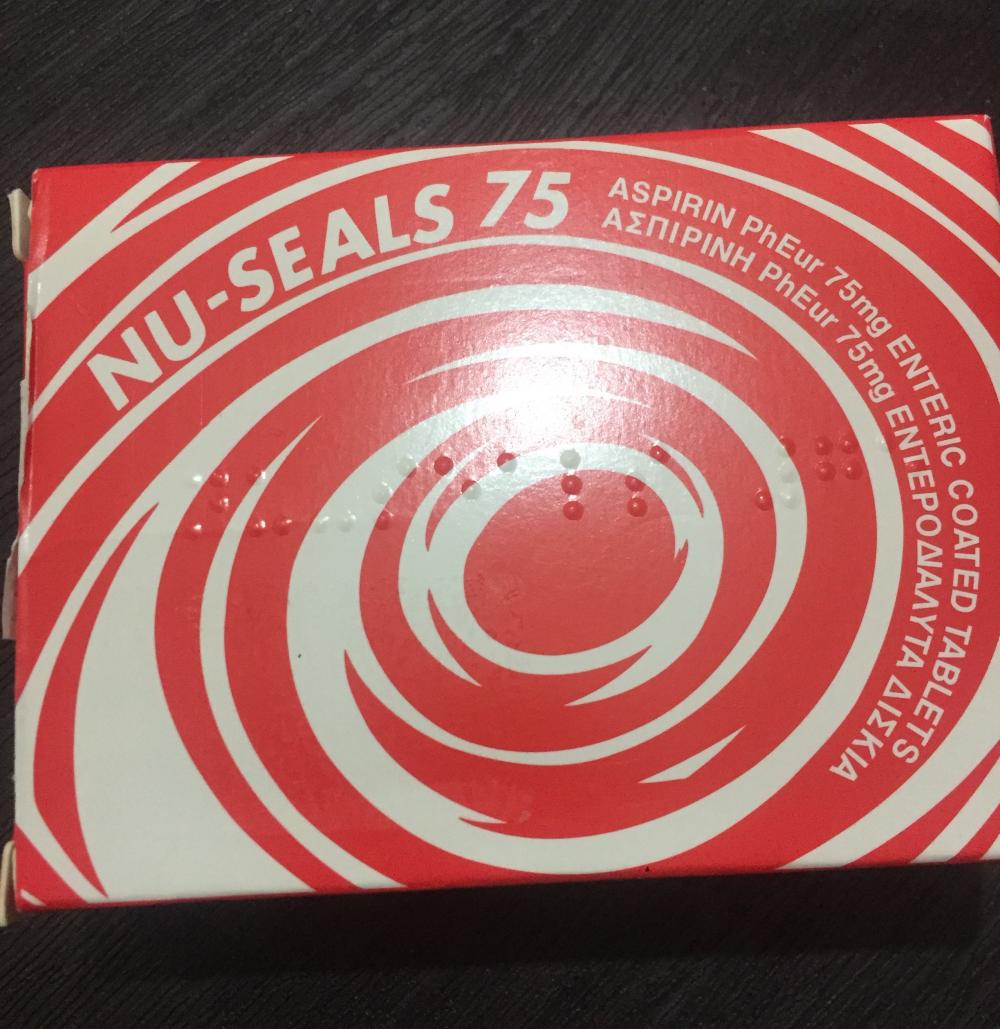 NU-SEALS 75
ASPIRIN PhEur 75mg ENTERIC COATED TABLETS
ΑΣΠΙΡΙΝΗ PhEur 75mg ΕΝΤΕΡΟΔΙΑΛΥΤΑ ΔΙΣΚΙΑ